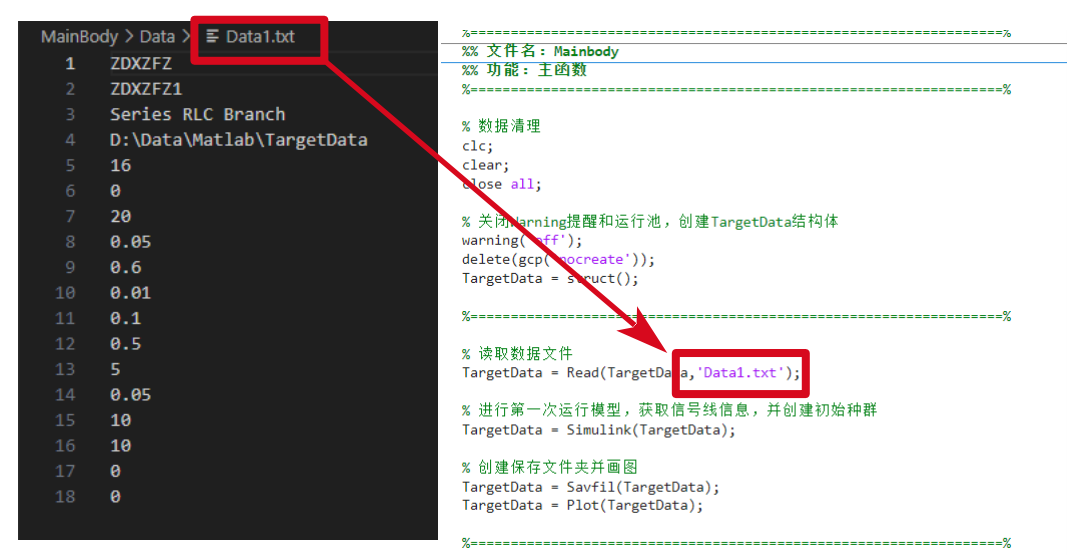 MainBody > Data > Data1.txt
1 ZDXZFZ
2 ZDXZFZ1
3 Series RLC Branch
4 D:\Data\Matlab\TargetData
5 16
6 0
7 20
8 0.05
9 0.6
10 0.01
11 0.1
12 0.5
13 5
14 0.05
15 10
16 10
17 0
18 0
%==================================================================%
%% 文件名: Mainbody
%% 功能: 主函数
%==================================================================%
% 数据清理
clc;
clear;
close all;
% 关闭Warning提醒和运行池，创建TargetData结构体
warning('off');
delete(gcp('nocreate'));
TargetData = struct();
%==================================================================%
% 读取数据文件
TargetData = Read(TargetData,'Data1.txt');
% 进行第一次运行模型，获取信号线信息，并创建初始种群
TargetData = Simulink(TargetData);
% 创建保存文件夹并画图
TargetData = Savfil(TargetData);
TargetData = Plot(TargetData);
%==================================================================%